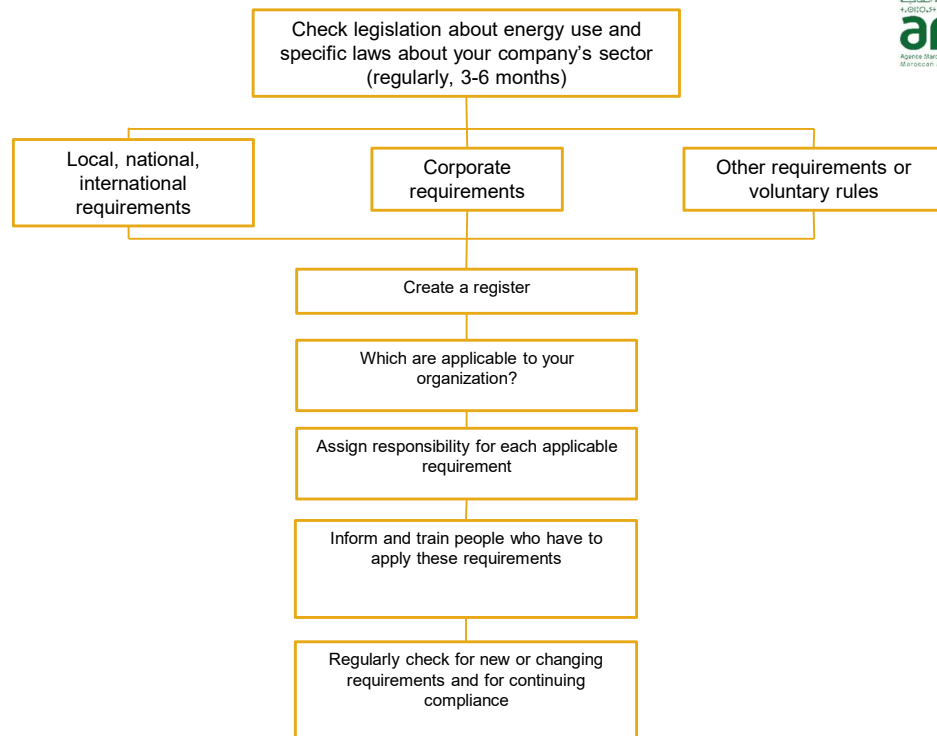 Check legislation about energy use and
specific laws about your company's sector
(regularly, 3-6 months)
Local, national,
international
requirements
Corporate
requirements
Other requirements or
voluntary rules
Create a register
Which are applicable to your
organization?
Assign responsibility for each applicable
requirement
Inform and train people who have to
apply these requirements
Regularly check for new or changing
requirements and for continuing
compliance
Agence
Moroccan